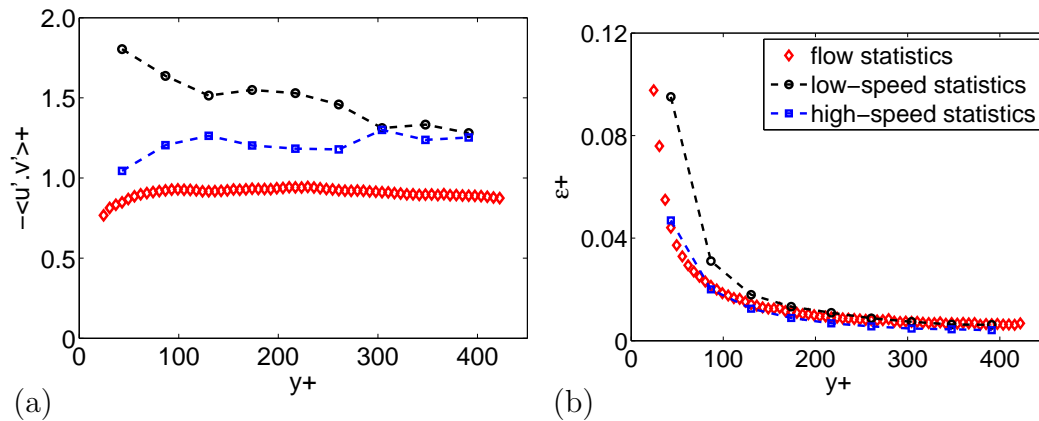 2.0
1.5
1.0
0.5
0
0
100
200
300
400
−<u'.v'>+
y+
(a)
0.12
0.08
0.04
0
0
100
200
300
400
ε+
y+
flow statistics
low−speed statistics
high−speed statistics
(b)